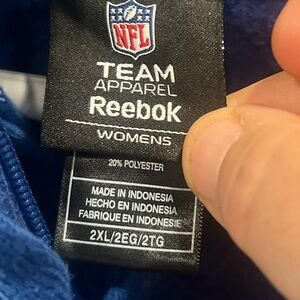 NFL
TEAM
APPAREL
Reebok
WOMENS
20% POLYESTER
MADE IN INDONESIA
HECHO EN INDONESIA
FABRIQUE EN INDONESIE
2XL/2EG/2TG